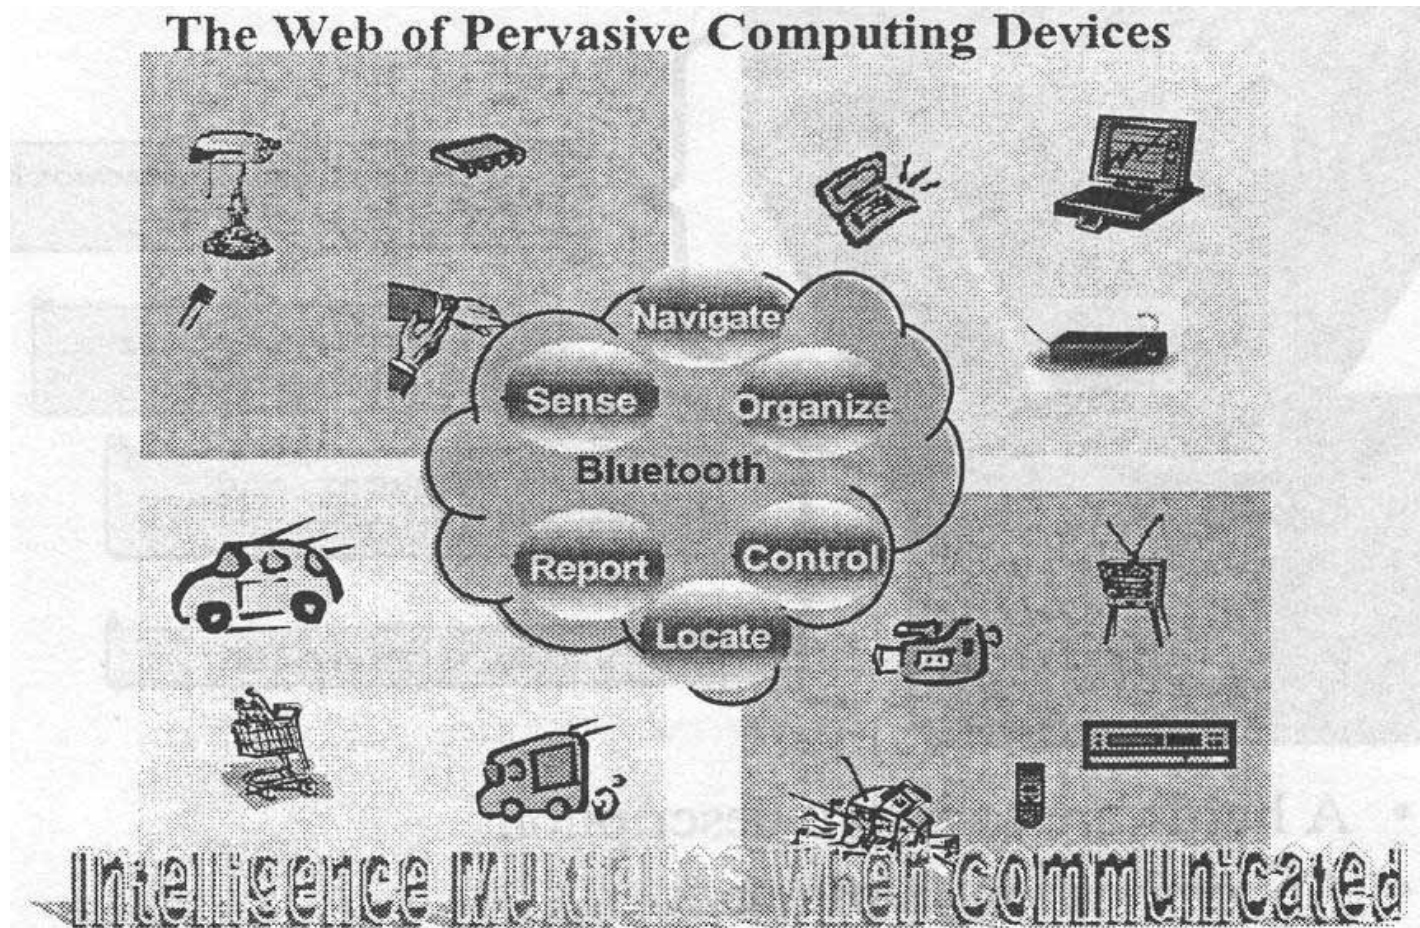 The Web of Pervasive Computing Devices
Navigate
Sense
Organize
Bluetooth
Report
Control
Locate
Intelligence Multiplies When Communicated